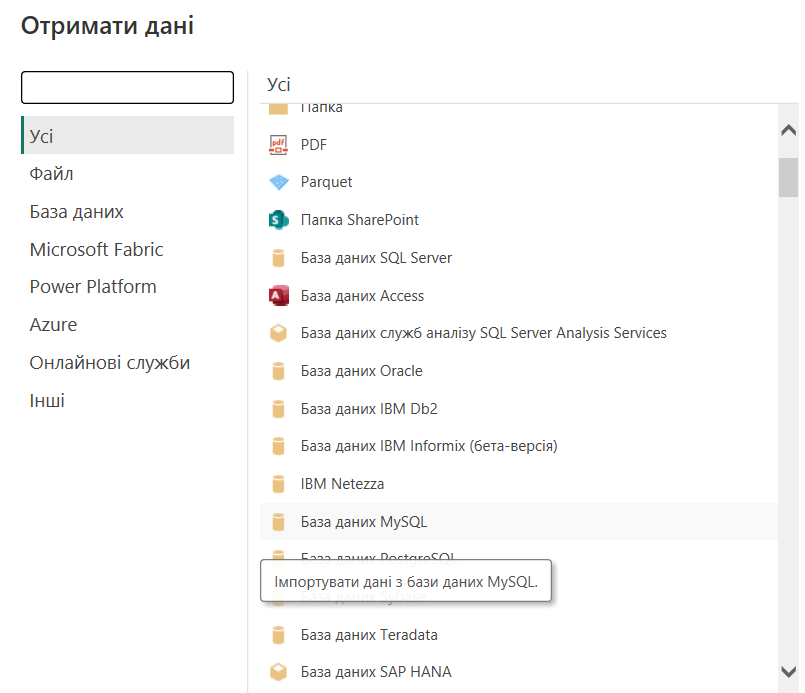 Отримати дані
Усі
Файл
База даних
Microsoft Fabric
Power Platform
Azure
Онлайнові служби
Інші
Усі
Папка
PDF
Parquet
Папка SharePoint
База даних SQL Server
База даних Access
База даних служб аналізу SQL Server Analysis Services
База даних Oracle
База даних IBM Db2
База даних IBM Informix (бета-версія)
IBM Netezza
База даних MySQL
База даних PostgreSQL
Імпортувати дані з бази даних MySQL.
База даних Sybase
База даних Teradata
База даних SAP HANA